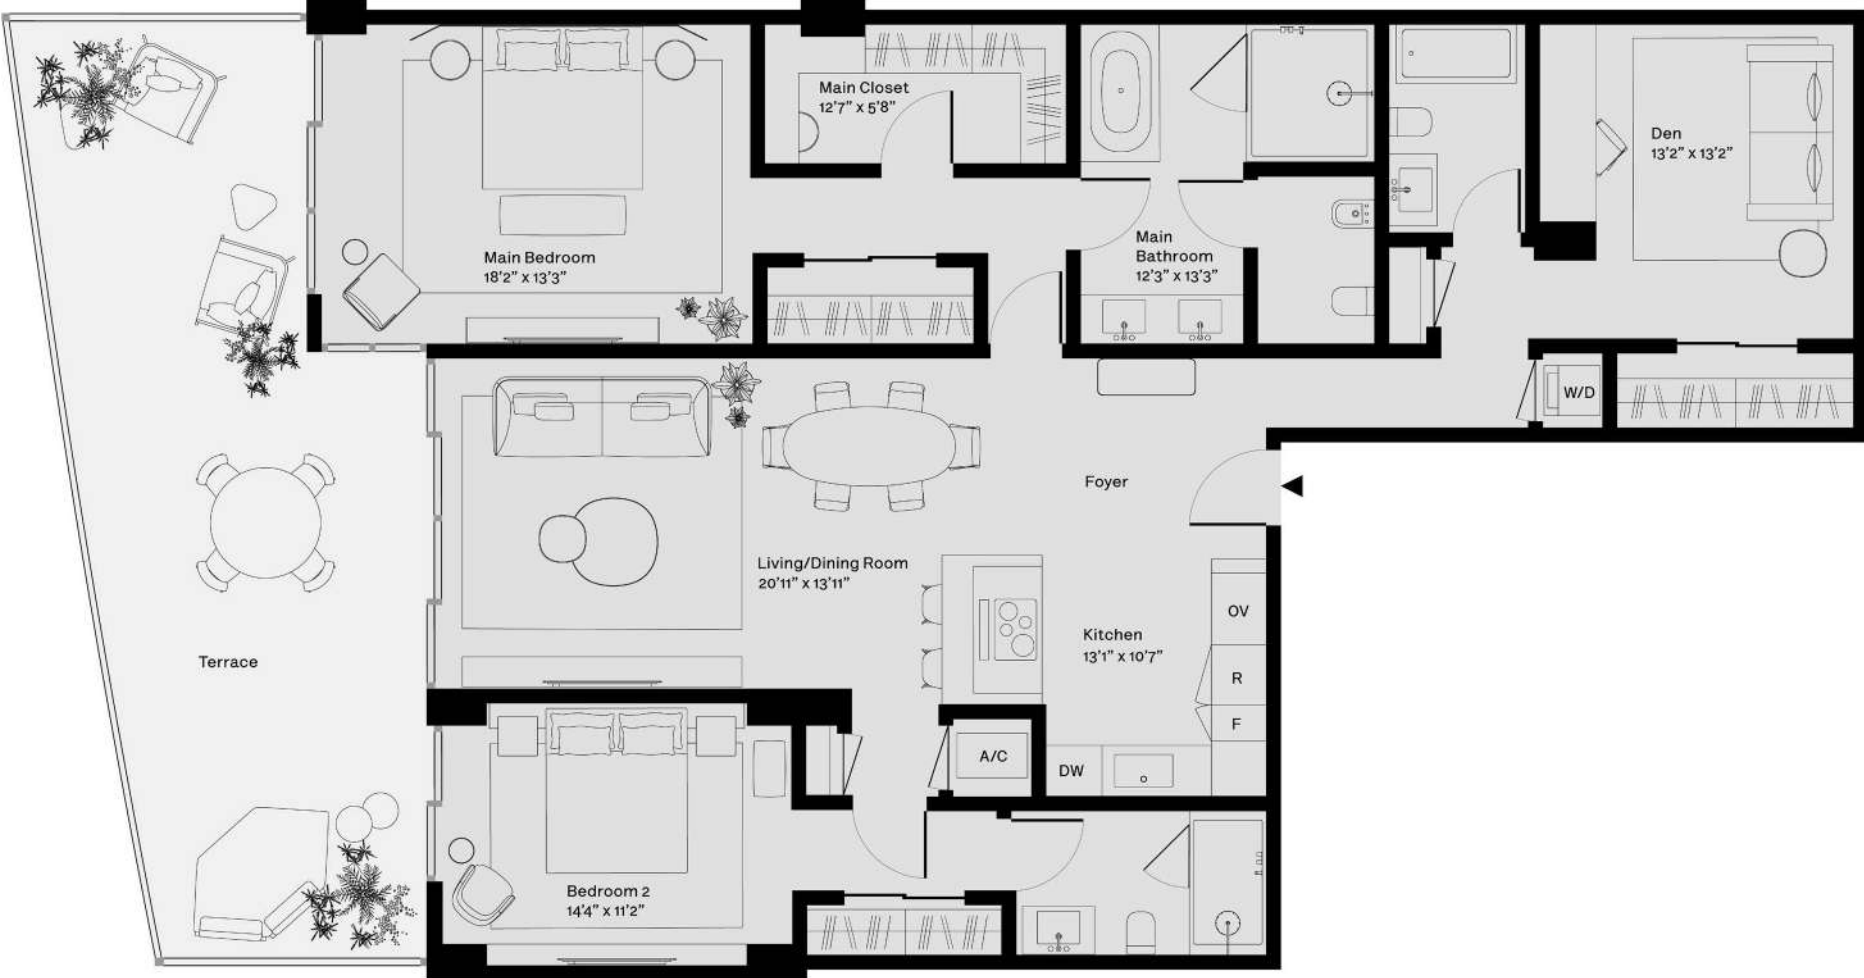 Main Closet
12'7" x 5'8"
Den
13'2" x 13'2"
Main Bedroom
18'2" x 13'3"
Main
Bathroom
12'3" x 13'3"
W/D
Foyer
Living/Dining Room
20'11" x 13'11"
OV
Kitchen
13'1" x 10'7"
R
F
Terrace
A/C
DW
Bedroom 2
14'4" x 11'2"